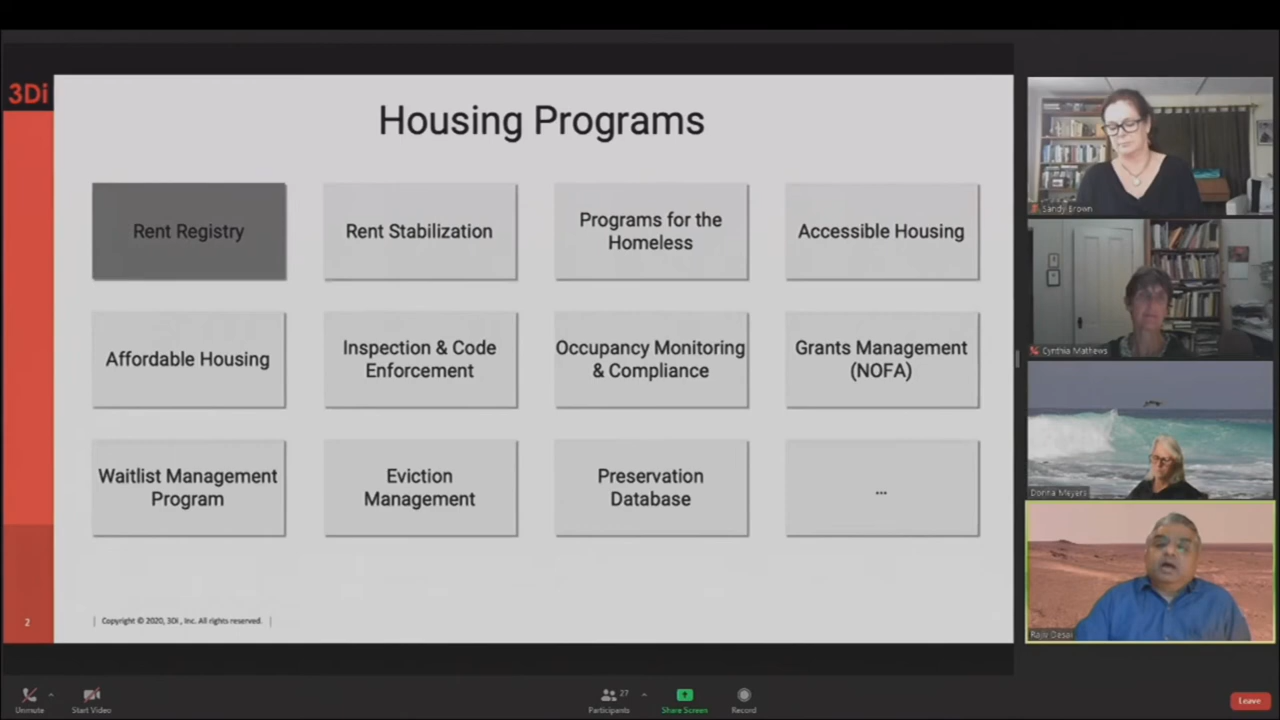 3Di
Housing Programs
Rent Registry
Rent Stabilization
Programs for the
Homeless
Accessible Housing
Affordable Housing
Inspection & Code
Enforcement
Occupancy Monitoring
& Compliance
Grants Management
(NOFA)
Waitlist Management
Program
Eviction
Management
Preservation
Database
...
2
Copyright © 2020, 3Di , Inc. All rights reserved.
Sandy Brown
Cynthia Mathews
Donna Meyers
Raju Desai
Unmute
Start Video
Participants
27
Share Screen
Record
Leave